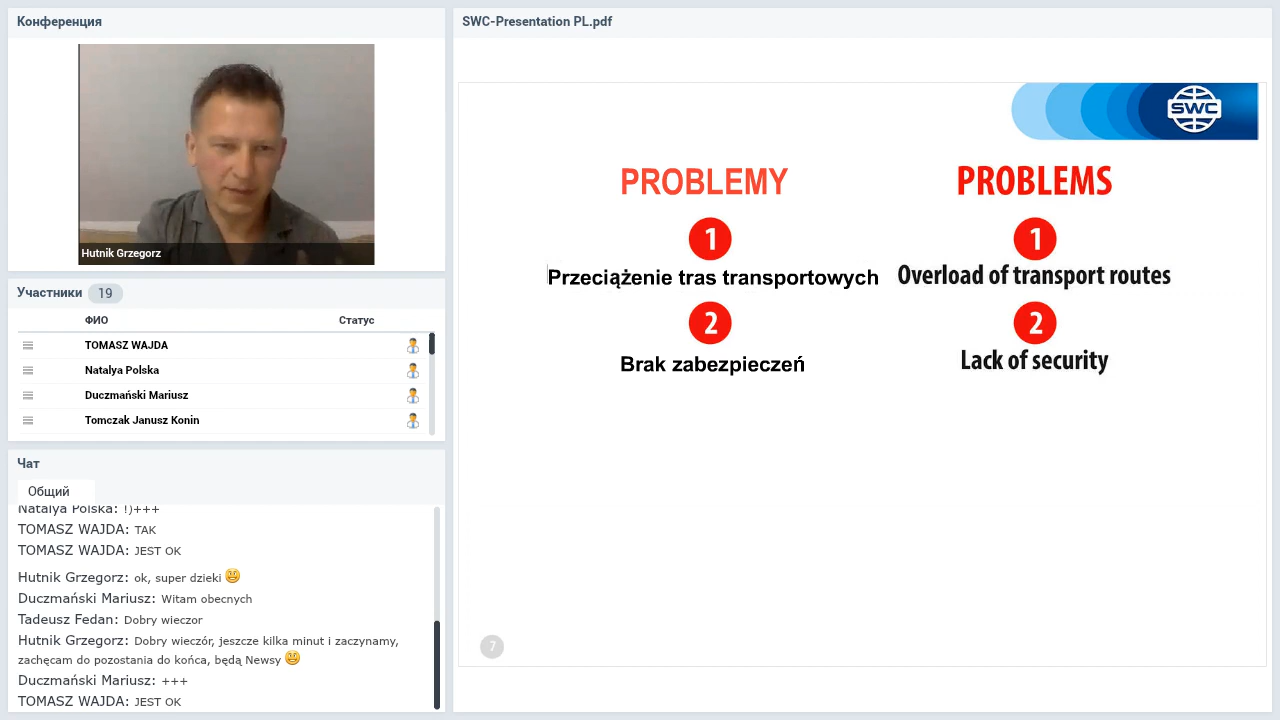 Конференция
Hutnik Grzegorz
Участники 19
ФИО Статус
TOMASZ WAJDA
Natalya Polska
Duczmański Mariusz
Tomczak Janusz Konin
Чат
Общий
Natalya Polska: !)+++
TOMASZ WAJDA: TAK
TOMASZ WAJDA: JEST OK
Hutnik Grzegorz: ok, super dzieki
Duczmański Mariusz: Witam obecnych
Tadeusz Fedan: Dobry wieczor
Hutnik Grzegorz: Dobry wieczór, jeszcze kilka minut i zaczynamy,
zachęcam do pozostania do końca, będą Newsy
Duczmański Mariusz: +++
TOMASZ WAJDA: JEST OK
SWC-Presentation PL.pdf
SWC
PROBLEMY
1
Przeciążenie tras transportowych
2
Brak zabezpieczeń
PROBLEMS
1
Overload of transport routes
2
Lack of security
7